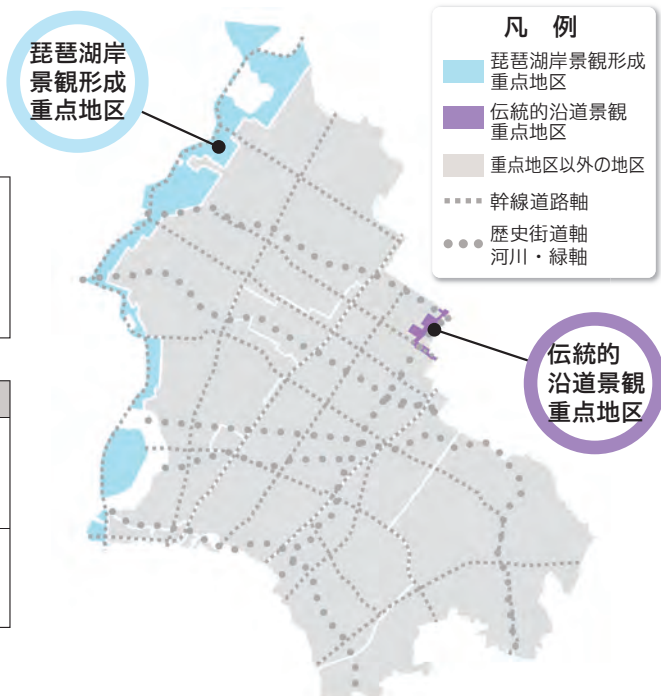 琵琶湖岸
景観形成
重点地区
凡 例
琵琶湖岸景観形成
重点地区
伝統的沿道景観
重点地区
重点地区以外の地区
幹線道路軸
歴史街道軸
河川・緑軸
伝統的
沿道景観
重点地区